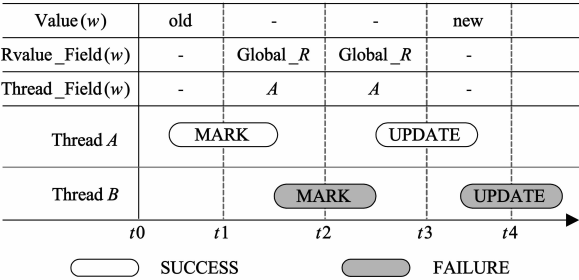 Value(w) old - - new
Rvalue_Field(w) - Global_R Global_R -
Thread_Field(w) - A A -
Thread A MARK UPDATE
Thread B MARK UPDATE
t0 t1 t2 t3 t4
SUCCESS FAILURE